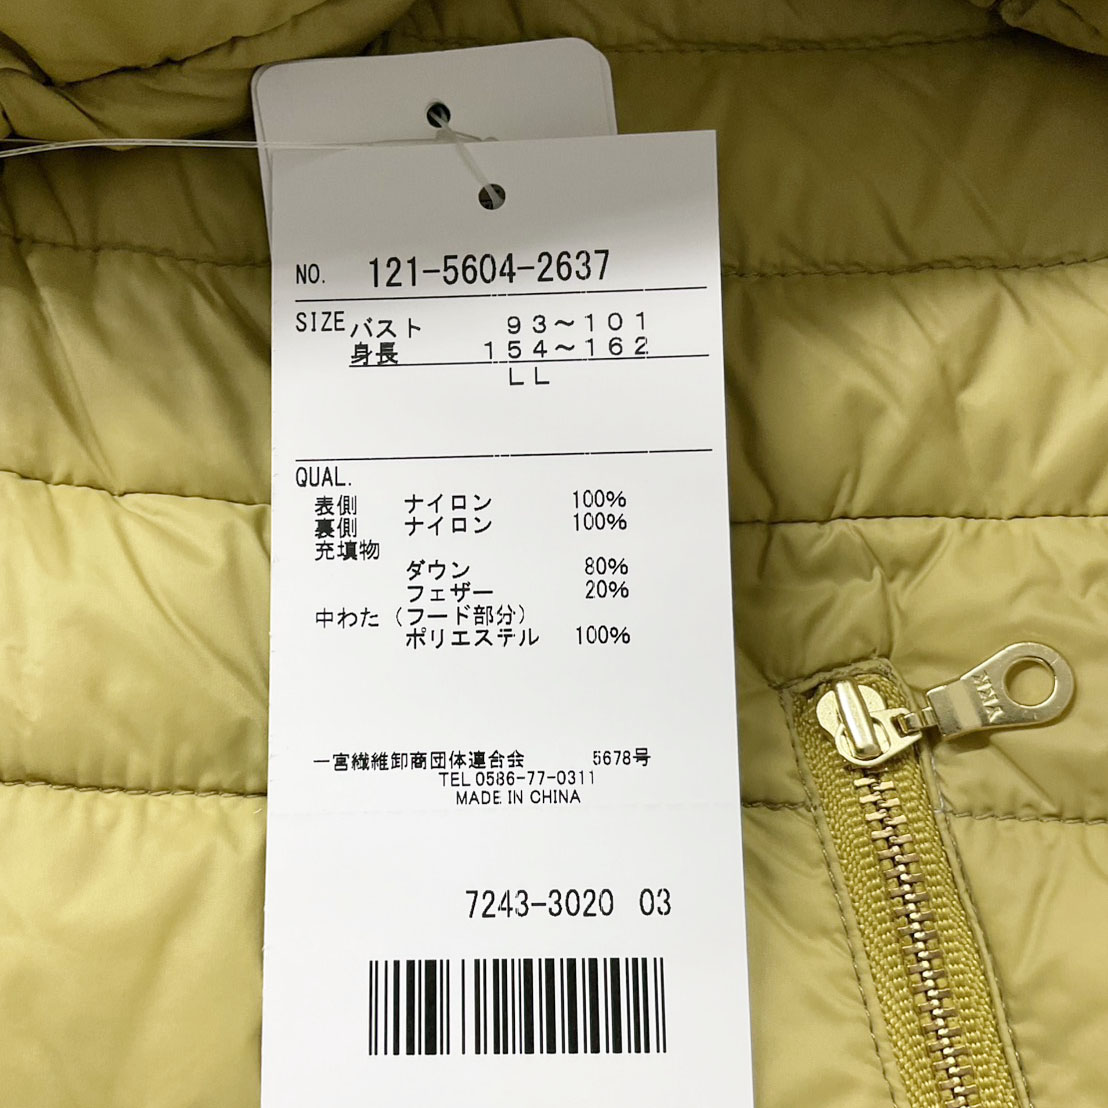 NO. 121-5604-2637
SIZE バスト 93～101
身長 154～162
LL
QUAL.
表側 ナイロン 100%
裏側 ナイロン 100%
充填物
ダウン 80%
フェザー 20%
中わた（フード部分）
ポリエステル 100%
一宮繊維卸商団体連合会 5678号
TEL 0586-77-0311
MADE IN CHINA
7243-3020 03
YKK